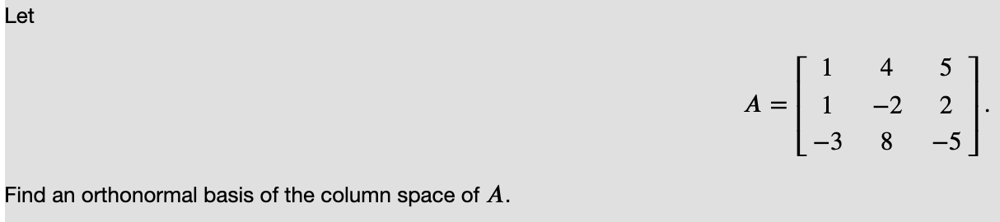 Let
A = [ 1 4 5
1 −2 2
−3 8 −5 ].
Find an orthonormal basis of the column space of A.